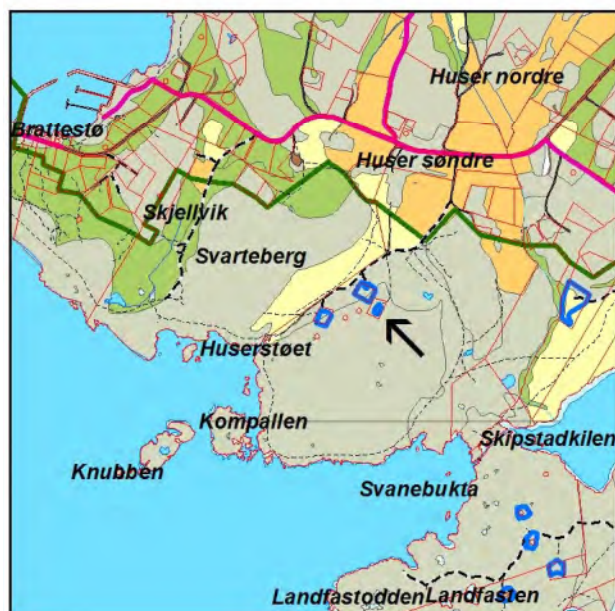 Huser nordre
Brattestø
Huser søndre
Skjellvik
Svarteberg
Huserstøet
Kompallen
Skipstadkilen
Knubben
Svanebukta
Landfastodden
Landfasten